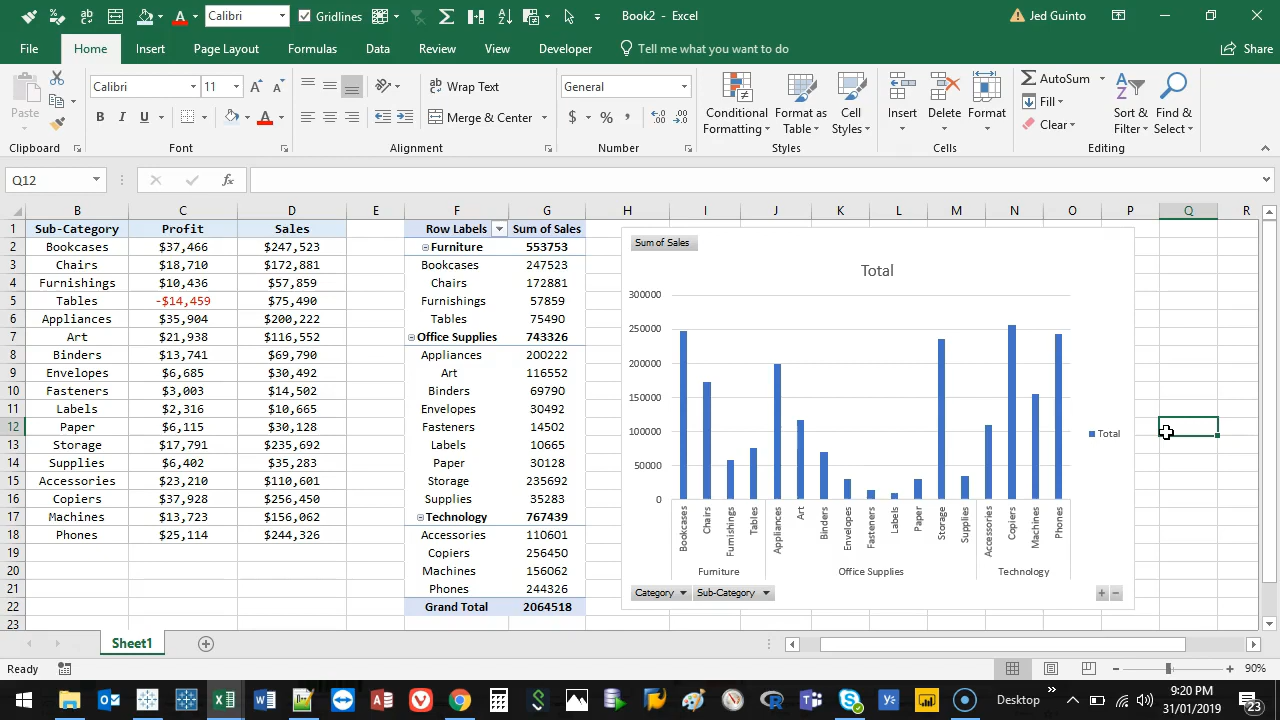 Calibri
Gridlines
Book2 - Excel
Jed Guinto
File Home Insert Page Layout Formulas Data Review View Developer Tell me what you want to do Share
Paste
Calibri 11
B I U
Wrap Text
Merge & Center
General
$ % ,
Conditional Formatting
Format as Table
Cell Styles
Insert Delete Format
AutoSum
Fill
Clear
Sort & Filter
Find & Select
Clipboard Font Alignment Number Styles Cells Editing
Q12 fx
B C D E F G H I J K L M N O P Q R
1 Sub-Category Profit Sales Row Labels Sum of Sales
2 Bookcases $37,466 $247,523 Furniture 553753
3 Chairs $18,710 $172,881 Bookcases 247523
4 Furnishings $10,436 $57,859 Chairs 172881
5 Tables -$14,459 $75,490 Furnishings 57859
6 Appliances $35,904 $200,222 Tables 75490
7 Art $21,938 $116,552 Office Supplies 743326
8 Binders $13,741 $69,790 Appliances 200222
9 Envelopes $6,685 $30,492 Art 116552
10 Fasteners $3,003 $14,502 Binders 69790
11 Labels $2,316 $10,665 Envelopes 30492
12 Paper $6,115 $30,128 Fasteners 14502
13 Storage $17,791 $235,692 Labels 10665
14 Supplies $6,402 $35,283 Paper 30128
15 Accessories $23,210 $110,601 Storage 235692
16 Copiers $37,928 $256,450 Supplies 35283
17 Machines $13,723 $156,062 Technology 767439
18 Phones $25,114 $244,326 Accessories 110601
19 Copiers 256450
20 Machines 156062
21 Phones 244326
22 Grand Total 2064518
23
Sum of Sales
Total
300000
250000
200000
150000
100000
50000
0
Total
Bookcases Chairs Furnishings Tables Appliances Art Binders Envelopes Fasteners Labels Paper Storage Supplies Accessories Copiers Machines Phones
Furniture Office Supplies Technology
Category Sub-Category
Sheet1
Ready 90%
Desktop
9:20 PM
31/01/2019
23